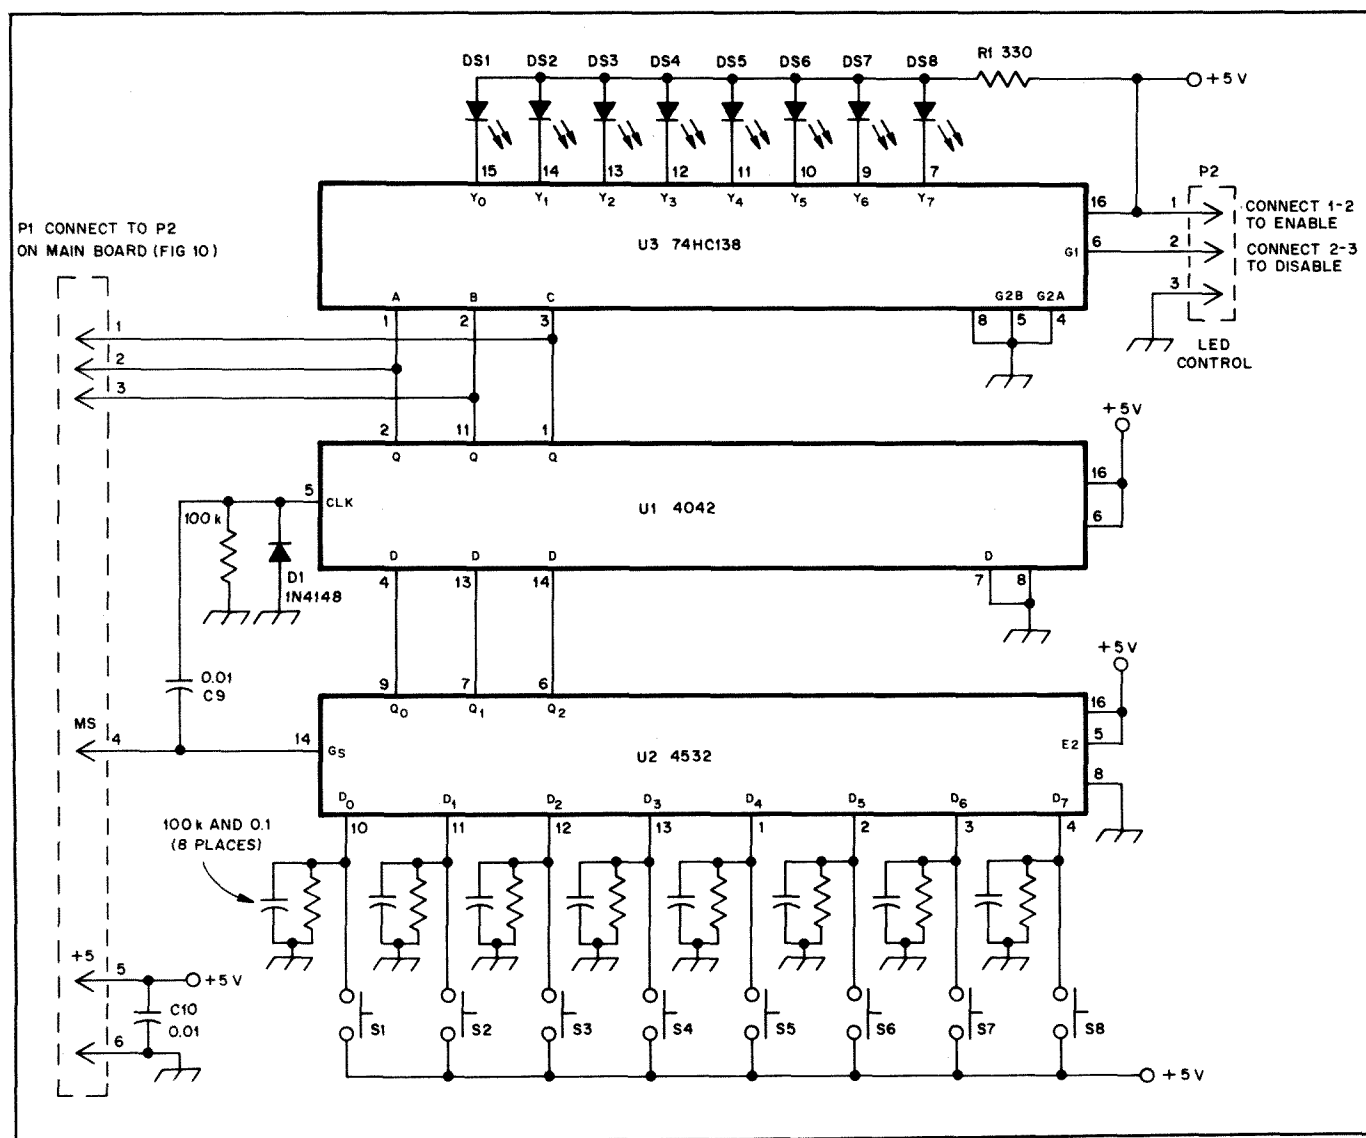 DS1 DS2 DS3 DS4 DS5 DS6 DS7 DS8 R1 330
+5V
15 14 13 12 11 10 9 7
Y0 Y1 Y2 Y3 Y4 Y5 Y6 Y7
U3 74HC138
16
6
G1
P2
1
2
3
CONNECT 1-2
TO ENABLE
CONNECT 2-3
TO DISABLE
LED
CONTROL
P1 CONNECT TO P2
ON MAIN BOARD (FIG 10)
A B C G2B G2A
1 2 3 8 5 4
1
2
3
2 11 1
Q Q Q
+5V
5
CLK
U1 4042
16
6
100k
D1
1N4148
D D D D
4 13 14 7 8
0.01
C9
+5V
9 7 6
Q0 Q1 Q2
MS
4
14
GS
U2 4532
16
E2
5
8
D0 D1 D2 D3 D4 D5 D6 D7
10 11 12 13 1 2 3 4
100k AND 0.1
(8 PLACES)
+5
5
+5V
C10
0.01
6
S1 S2 S3 S4 S5 S6 S7 S8
+5V